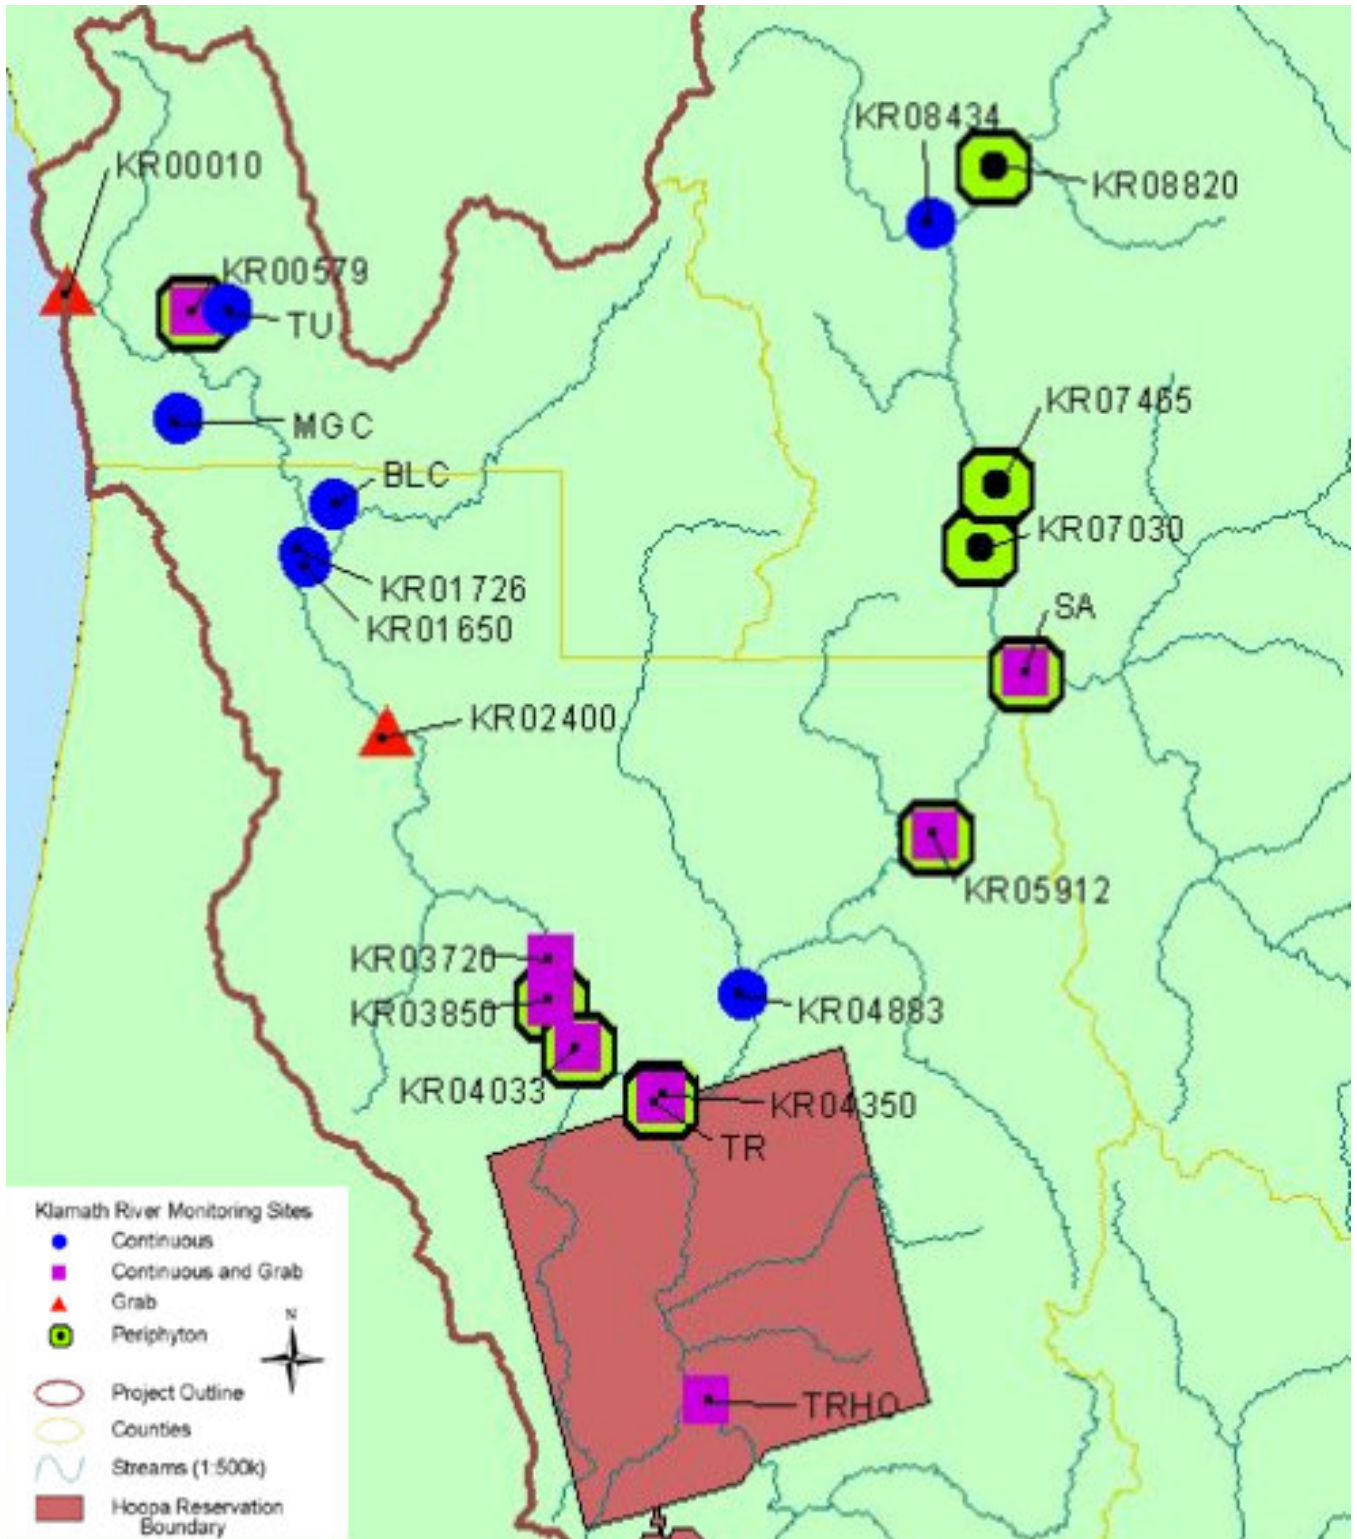 KR08434
KR00010
KR08820
KR00579
TU
KR07465
MGC
BLC
KR07030
KR01726
SA
KR01650
KR02400
KR05912
KR03720
KR03850
KR04883
KR04033
KR04350
TR
Klamath River Monitoring Sites
Continuous
Continuous and Grab
Grab
N
Periphyton
Project Outline
TRHO
Counties
Streams (1:500k)
Hoopa Reservation
Boundary